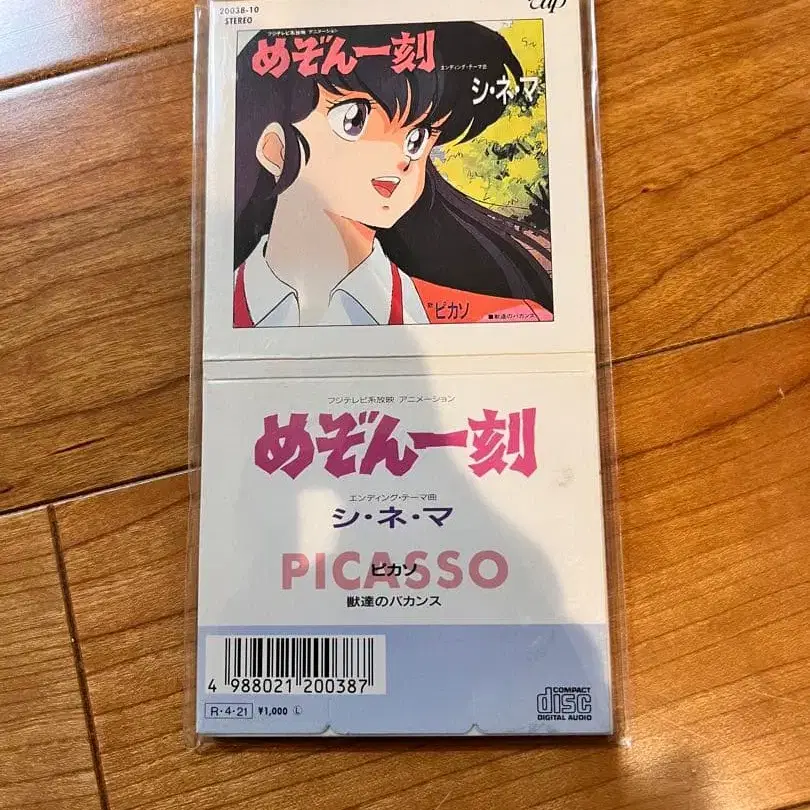 20038-10
STEREO
vap
フジテレビ系放映 アニメーション
めぞん一刻
エンディング・テーマ曲
シ・ネ・マ
歌 ピカソ
■獣達のバカンス
フジテレビ系放映 アニメーション
めぞん一刻
エンディング・テーマ曲
シ・ネ・マ
PICASSO
ピカソ
獣達のバカンス
4 988021 200387
R・4・21 ¥1,000 Ⓛ
COMPACT
disc
DIGITAL AUDIO